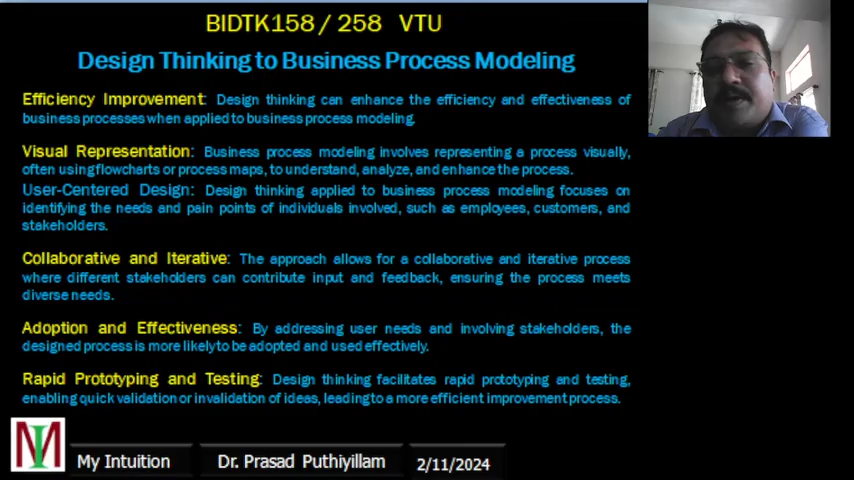 BIDTK158 / 258 VTU
Design Thinking to Business Process Modeling
Efficiency Improvement: Design thinking can enhance the efficiency and effectiveness of
business processes when applied to business process modeling
Visual Representation: Business process modeling involves representing a process visually,
often using flowcharts or process maps, to understand, analyze, and enhance the process.
User-Centered Design: Design thinking applied to business process modeling focuses on
identifying the needs and pain points of individuals involved, such as employees, customers, and
stakeholders.
Collaborative and Iterative: The approach allows for a collaborative and iterative process
where different stakeholders can contribute input and feedback, ensuring the process meets
diverse needs.
Adoption and Effectiveness: By addressing user needs and involving stakeholders, the
designed process is more likely to be adopted and used effectively.
Rapid Prototyping and Testing: Design thinking facilitates rapid prototyping and testing,
enabling quick validation or invalidation of ideas, leading to a more efficient improvement process.
MI
My Intuition
Dr. Prasad Puthiyillam
2/11/2024